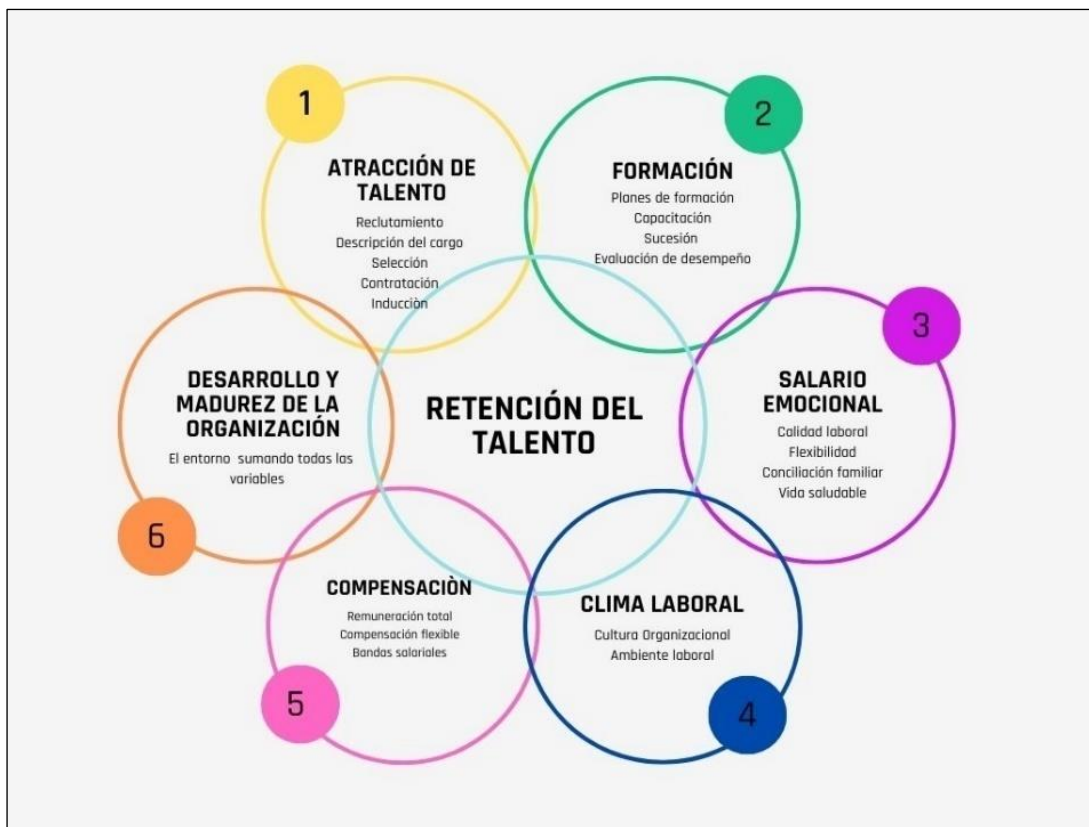 1
ATRACCIÓN DE
TALENTO
Reclutamiento
Descripción del cargo
Selección
Contratación
Inducciòn
2
FORMACIÓN
Planes de formación
Capacitación
Sucesión
Evaluación de desempeño
3
SALARIO
EMOCIONAL
Calidad laboral
Flexibilidad
Conciliación familiar
Vida saludable
RETENCIÓN DEL
TALENTO
DESARROLLO Y
MADUREZ DE LA
ORGANIZACIÓN
El entorno sumando todas las
variables
6
COMPENSACIÒN
Remuneración total
Compensación flexible
Bandas salariales
5
CLIMA LABORAL
Cultura Organizacional
Ambiente laboral
4